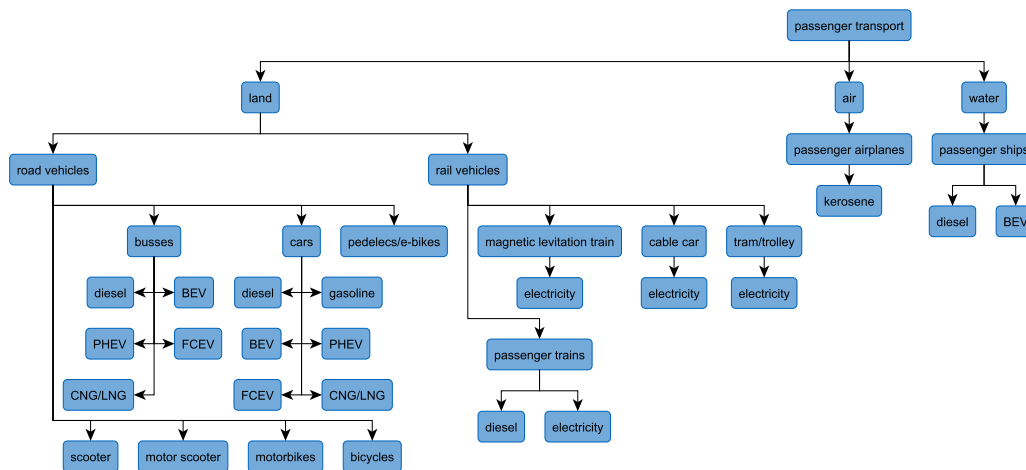 passenger transport
land
air
water
road vehicles
rail vehicles
passenger airplanes
passenger ships
kerosene
diesel
BEV
busses
cars
pedelecs/e-bikes
magnetic levitation train
cable car
tram/trolley
diesel
BEV
diesel
gasoline
electricity
electricity
electricity
PHEV
FCEV
BEV
PHEV
passenger trains
CNG/LNG
FCEV
CNG/LNG
diesel
electricity
scooter
motor scooter
motorbikes
bicycles